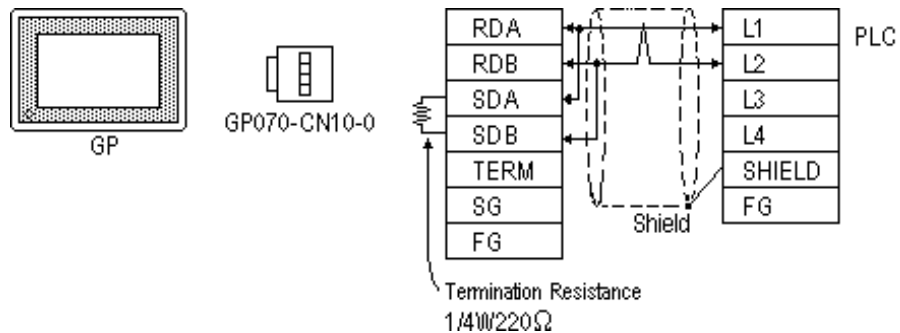 GP
GP070-CN10-0
RDA
RDB
SDA
SDB
TERM
SG
FG
Shield
L1
L2
L3
L4
SHIELD
FG
PLC
Termination Resistance
1/4W220Ω